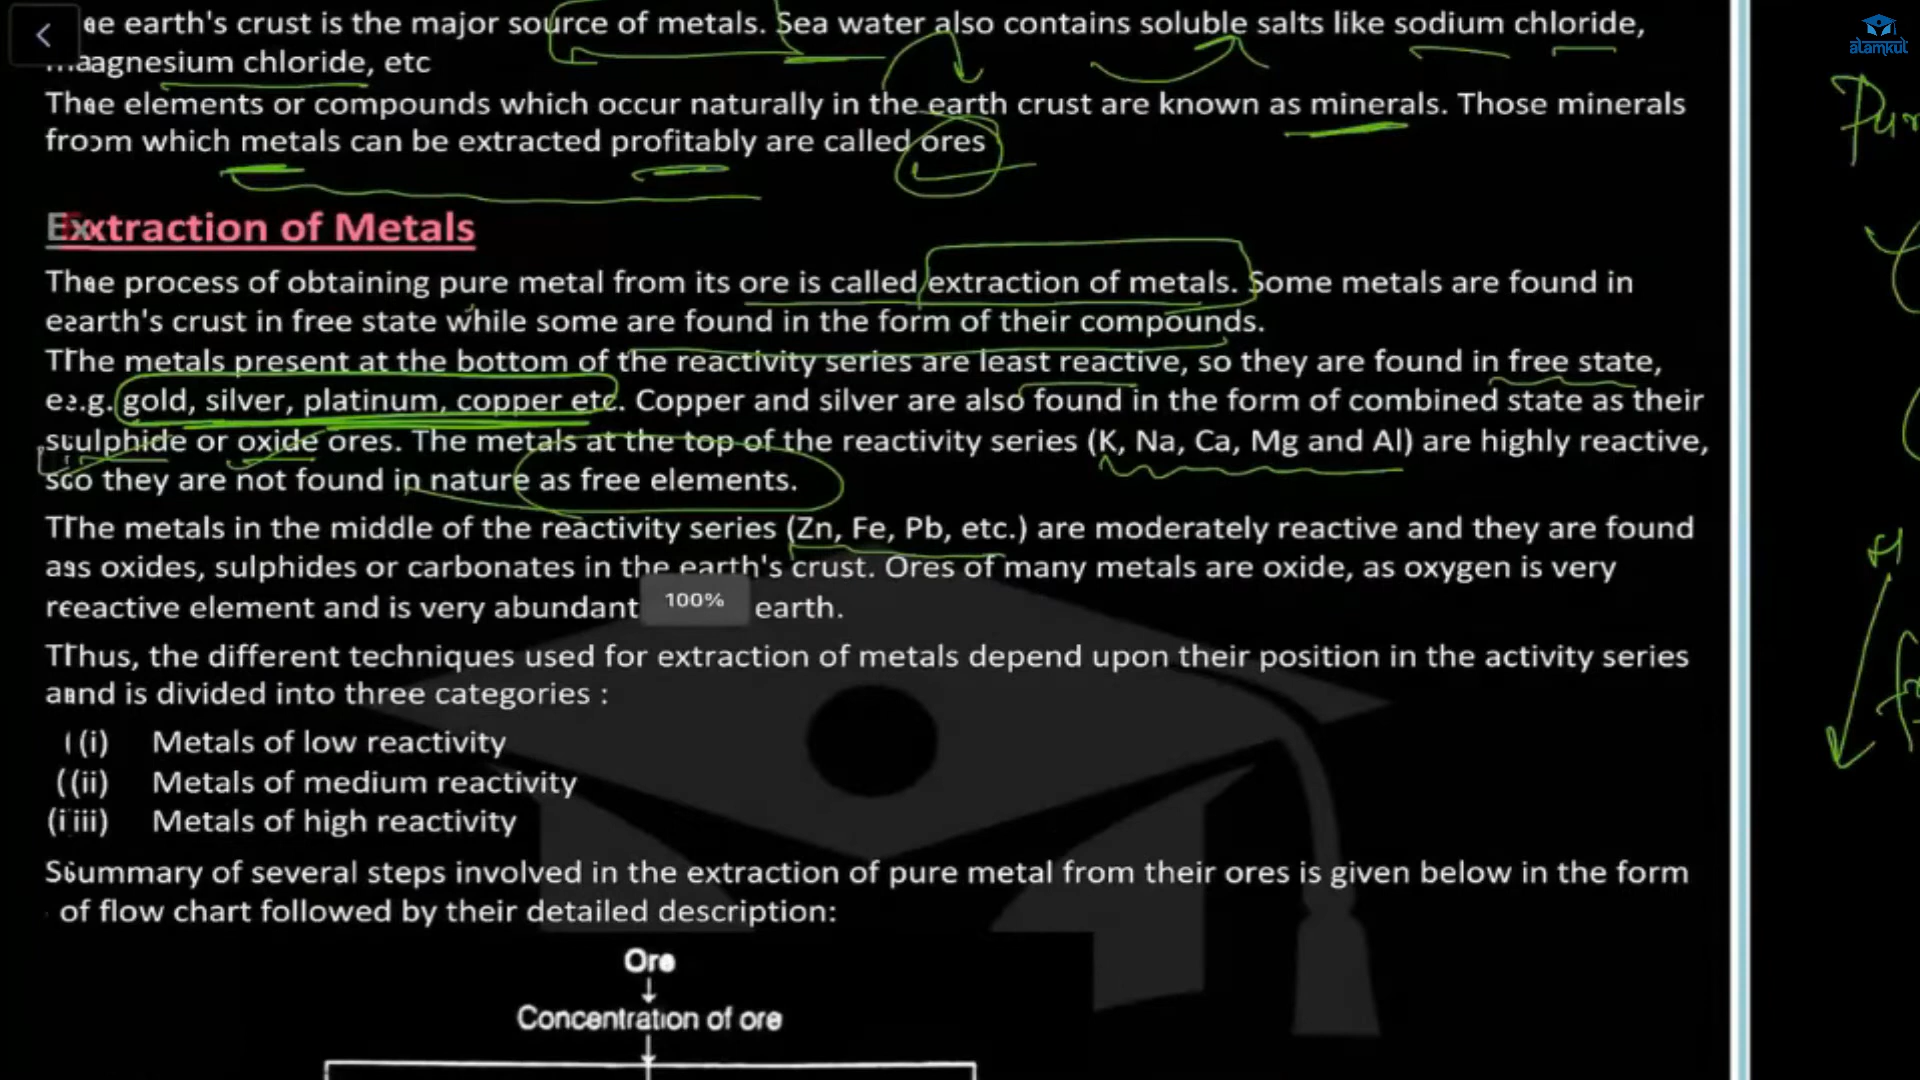 The earth's crust is the major source of metals. Sea water also contains soluble salts like sodium chloride,
magnesium chloride, etc
The elements or compounds which occur naturally in the earth crust are known as minerals. Those minerals
from which metals can be extracted profitably are called ores
Extraction of Metals
The process of obtaining pure metal from its ore is called extraction of metals. Some metals are found in
earth's crust in free state while some are found in the form of their compounds.
The metals present at the bottom of the reactivity series are least reactive, so they are found in free state,
e.g. gold, silver, platinum, copper etc. Copper and silver are also found in the form of combined state as their
sulphide or oxide ores. The metals at the top of the reactivity series (K, Na, Ca, Mg and Al) are highly reactive,
so they are not found in nature as free elements.
The metals in the middle of the reactivity series (Zn, Fe, Pb, etc.) are moderately reactive and they are found
as oxides, sulphides or carbonates in the earth's crust. Ores of many metals are oxide, as oxygen is very
reactive element and is very abundant earth.
100%
Thus, the different techniques used for extraction of metals depend upon their position in the activity series
and is divided into three categories :
(i) Metals of low reactivity
(ii) Metals of medium reactivity
(iii) Metals of high reactivity
Summary of several steps involved in the extraction of pure metal from their ores is given below in the form
of flow chart followed by their detailed description:
Ore
Concentration of ore
alamkul